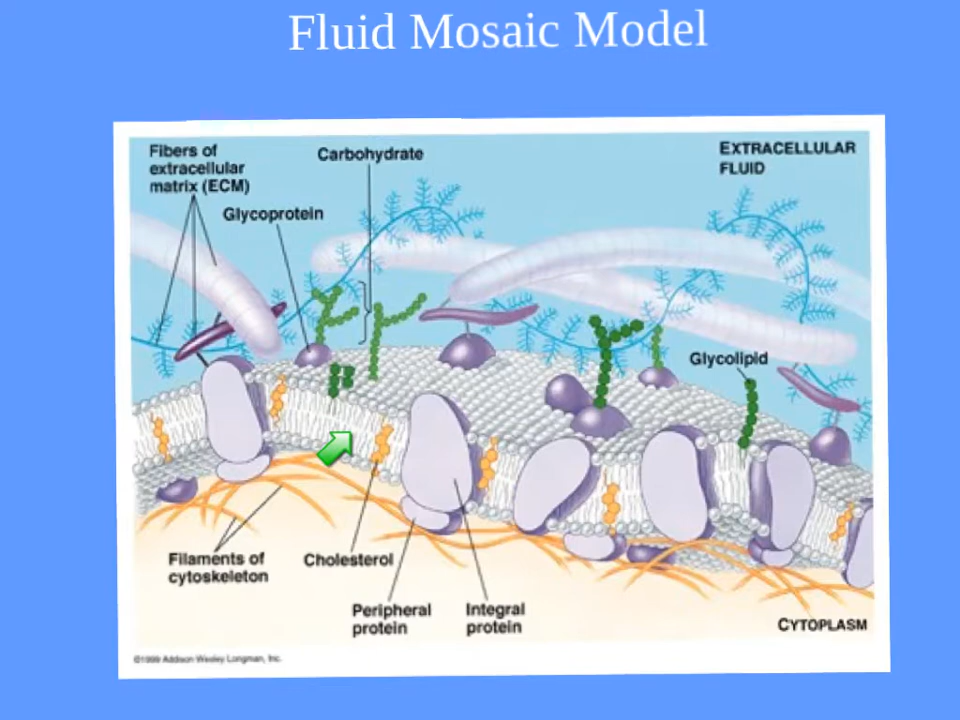 Fluid Mosaic Model
Fibers of
extracellular
matrix (ECM)
Carbohydrate
EXTRACELLULAR
FLUID
Glycoprotein
Glycolipid
Filaments of
cytoskeleton
Cholesterol
Peripheral
protein
Integral
protein
CYTOPLASM
©1999 Addison Wesley Longman, Inc.